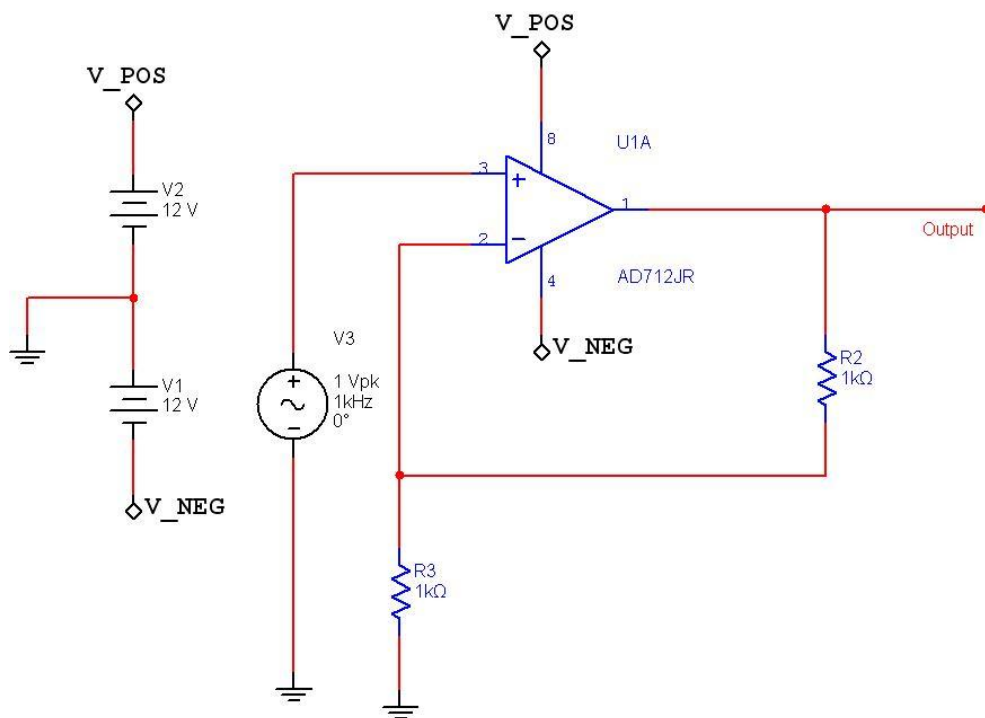 V_POS
V2
12 V
V1
12 V
V_NEG
V3
1 Vpk
1kHz
0°
V_POS
8
U1A
3
+
1
Output
2
−
4
AD712JR
V_NEG
R2
1kΩ
R3
1kΩ